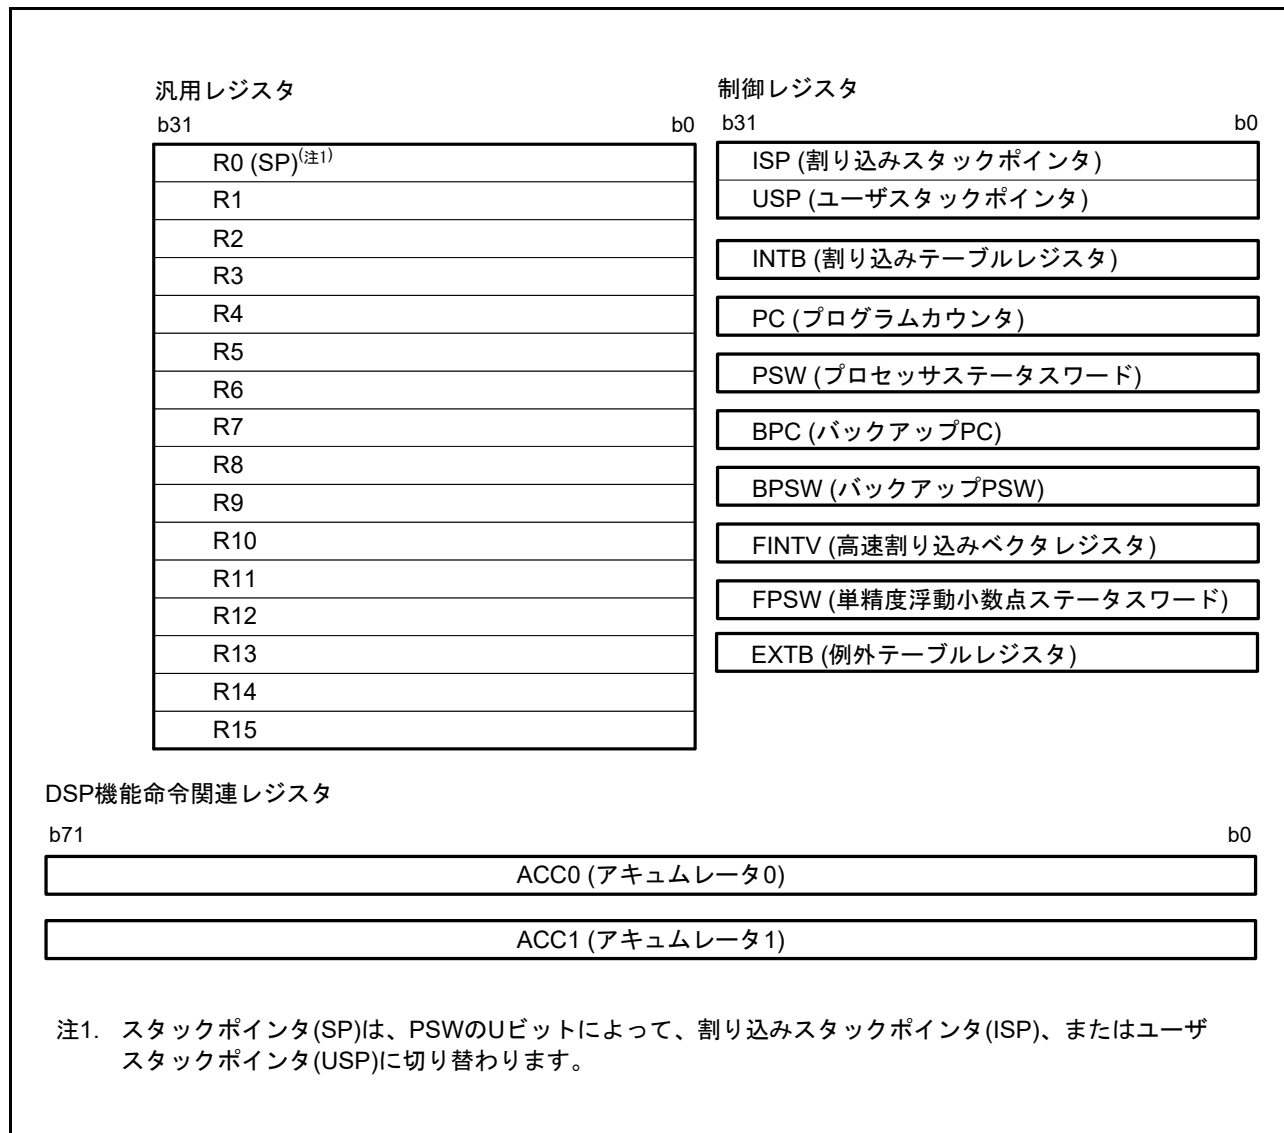 汎用レジスタ
b31 b0
R0 (SP)(注1)
R1
R2
R3
R4
R5
R6
R7
R8
R9
R10
R11
R12
R13
R14
R15
制御レジスタ
b31 b0
ISP (割り込みスタックポインタ)
USP (ユーザスタックポインタ)
INTB (割り込みテーブルレジスタ)
PC (プログラムカウンタ)
PSW (プロセッサステータスワード)
BPC (バックアップPC)
BPSW (バックアップPSW)
FINTV (高速割り込みベクタレジスタ)
FPSW (単精度浮動小数点ステータスワード)
EXTB (例外テーブルレジスタ)
DSP機能命令関連レジスタ
b71 b0
ACC0 (アキュムレータ0)
ACC1 (アキュムレータ1)
注1. スタックポインタ(SP)は、PSWのUビットによって、割り込みスタックポインタ(ISP)、またはユーザ
スタックポインタ(USP)に切り替わります。